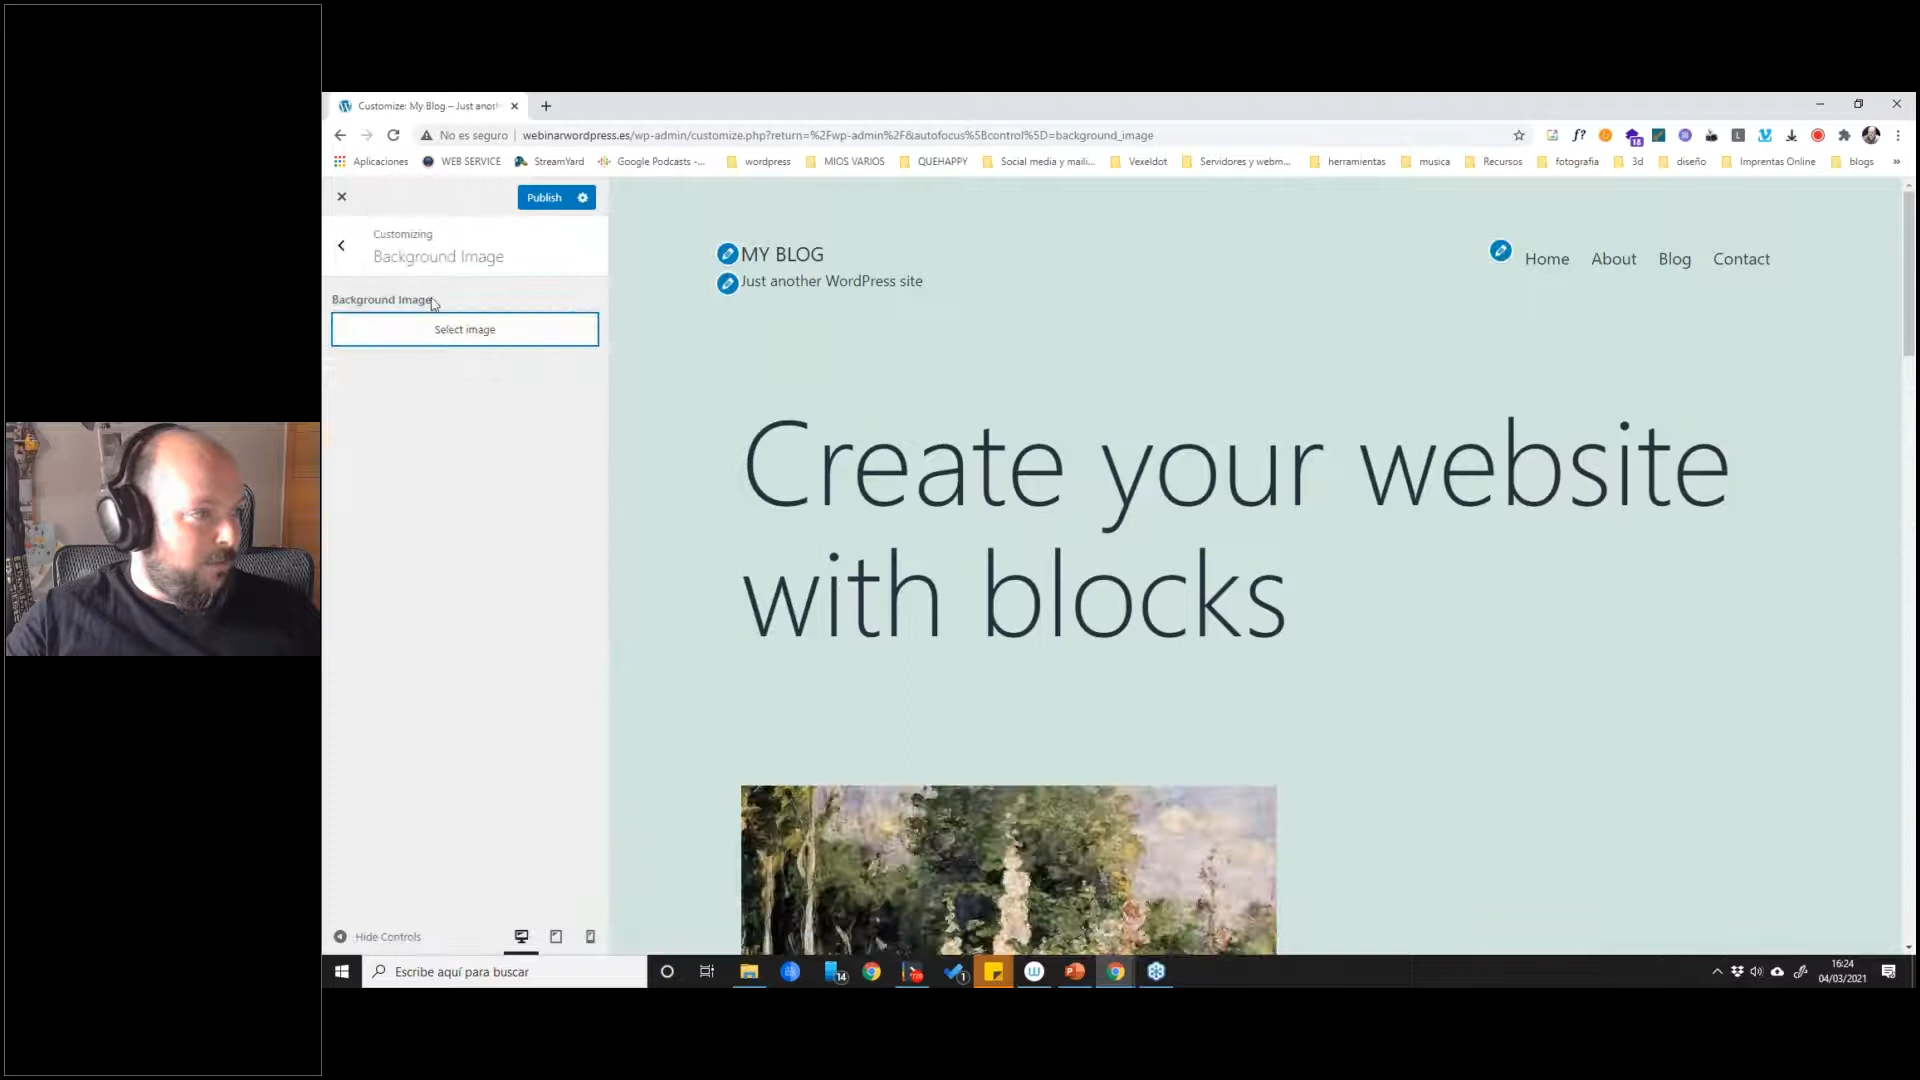 Customize: My Blog – Just anoth
No es seguro
webinarwordpress.es/wp-admin/customize.php?return=%2Fwp-admin%2F&autofocus%5Bcontrol%5D=background_image
Aplicaciones
WEB SERVICE
StreamYard
Google Podcasts -...
wordpress
MIOS VARIOS
QUEHAPPY
Social media y maili...
Vexeldot
Servidores y webm...
herramientas
musica
Recursos
fotografia
3d
diseño
Imprentas Online
blogs
»
Publish
Customizing
Background Image
Background Image
Select image
MY BLOG
Just another WordPress site
Home
About
Blog
Contact
Create your website
with blocks
Hide Controls
Escribe aquí para buscar
14
1
16:24
04/03/2021